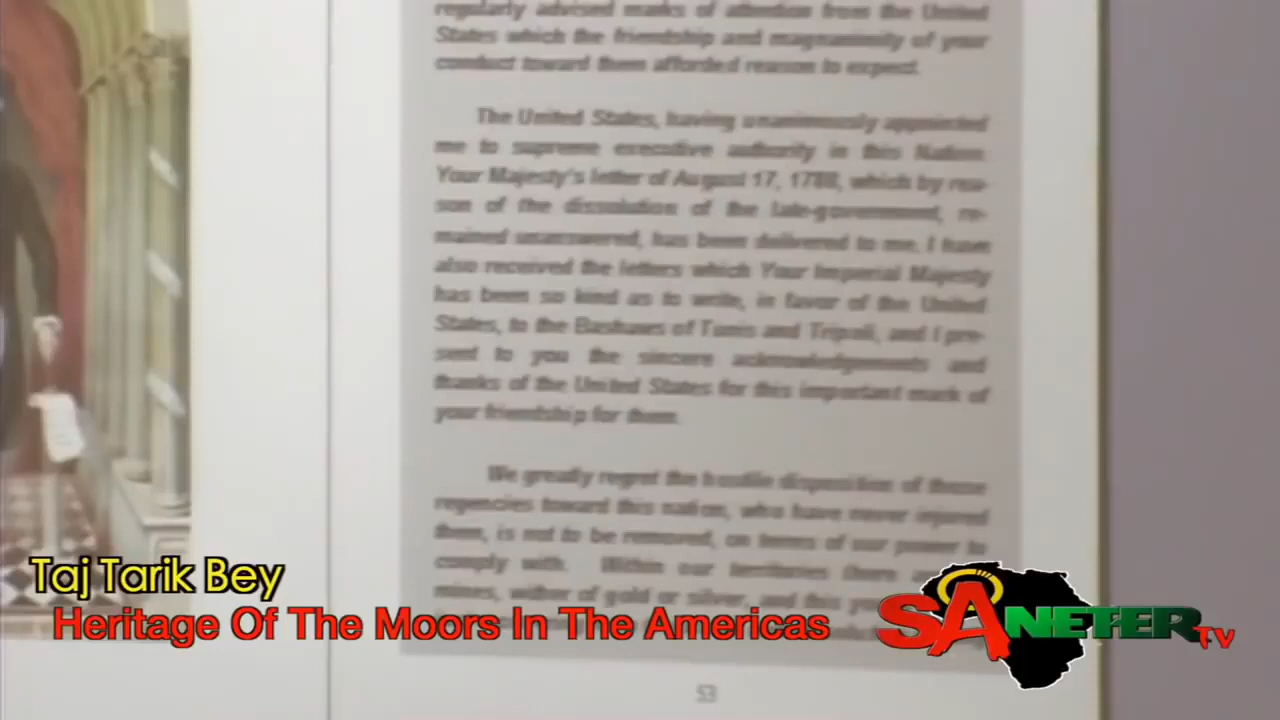 regularly advised marks of attention from the United
States which the friendship and magnanimity of your
conduct toward them afforded reason to expect.
The United States, having unanimously appointed
me to supreme executive authority in this Nation.
Your Majesty's letter of August 17, 1788, which by rea-
son of the dissolution of the late-government, re-
mained unanswered, has been delivered to me. I have
also received the letters which Your Imperial Majesty
has been so kind as to write, in favor of the United
States, to the Bashaws of Tunis and Tripoli, and I pre-
sent to you the sincere acknowledgements and
thanks of the United States for this important mark of
your friendship for them.
We greatly regret the hostile disposition of those
regencies toward this nation, who have never injured
them, is not to be removed, on terms of our power to
comply with. Within our territories there
mines, wither of gold or silver, and this
53
Taj Tarik Bey
Heritage Of The Moors In The Americas
SANETER TV